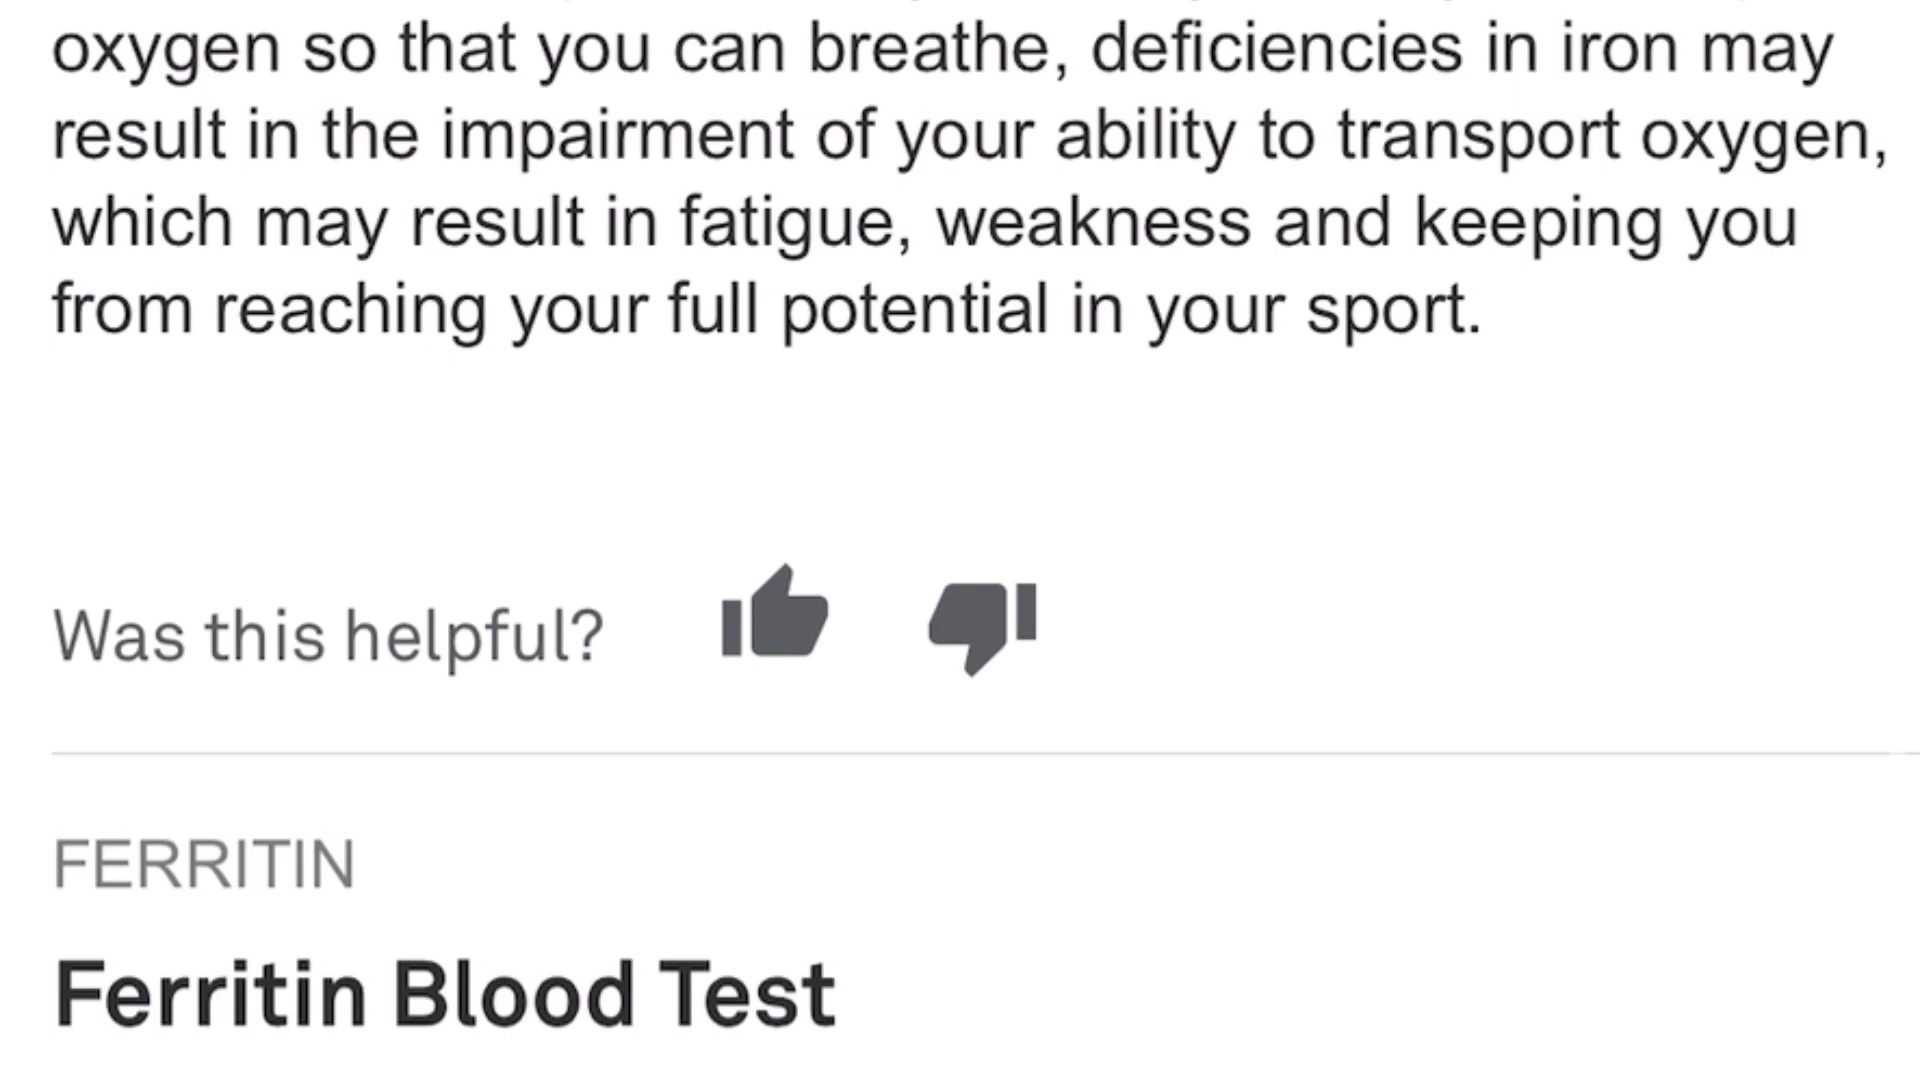 oxygen so that you can breathe, deficiencies in iron may
result in the impairment of your ability to transport oxygen,
which may result in fatigue, weakness and keeping you
from reaching your full potential in your sport.
Was this helpful?
FERRITIN
Ferritin Blood Test